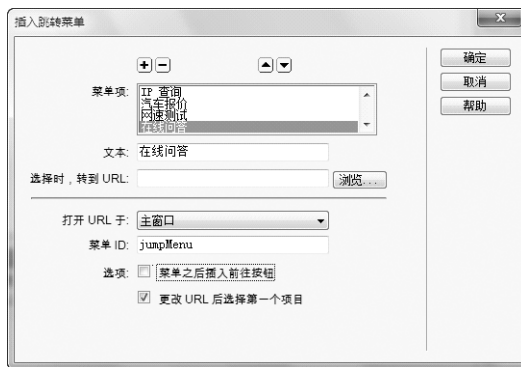 插入跳转菜单
确定
取消
帮助
菜单项:
IP 查询
汽车报价
网速测试
在线问答
文本: 在线问答
选择时，转到 URL:
浏览...
打开 URL 于: 主窗口
菜单 ID: jumpMenu
选项: 菜单之后插入前往按钮
更改 URL 后选择第一个项目